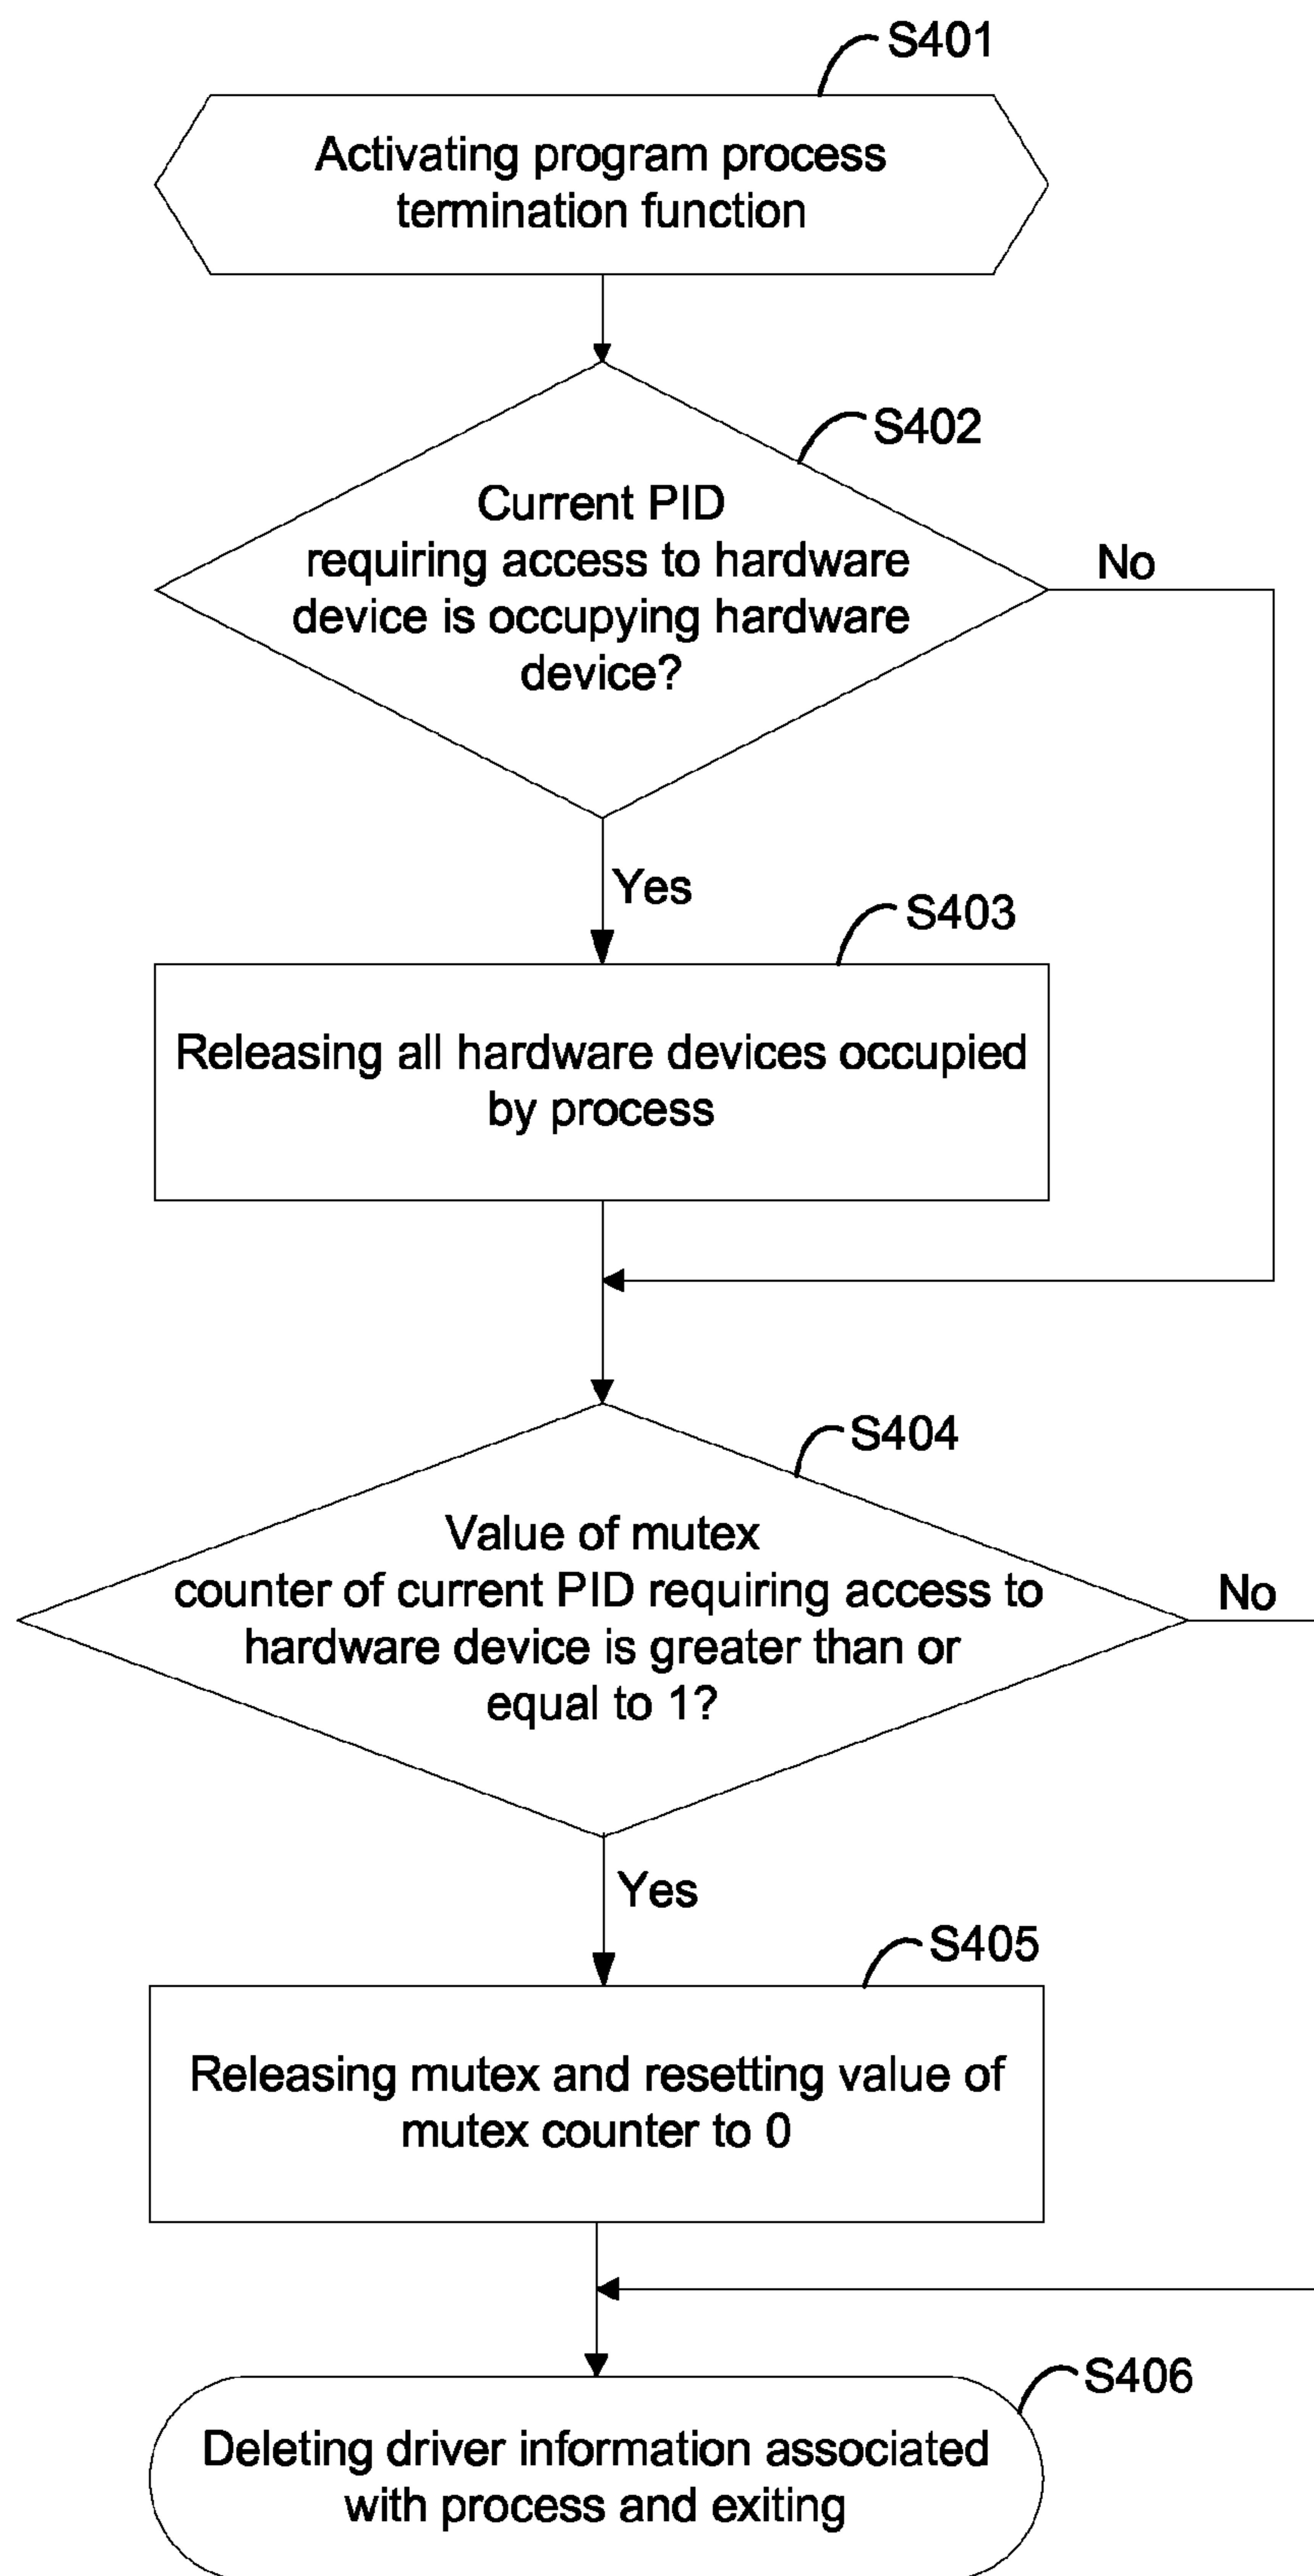 S401
Activating program process
termination function
S402
Current PID
requiring access to hardware
device is occupying hardware
device?
No
Yes
S403
Releasing all hardware devices occupied
by process
S404
Value of mutex
counter of current PID requiring access to
hardware device is greater than or
equal to 1?
No
Yes
S405
Releasing mutex and resetting value of
mutex counter to 0
S406
Deleting driver information associated
with process and exiting